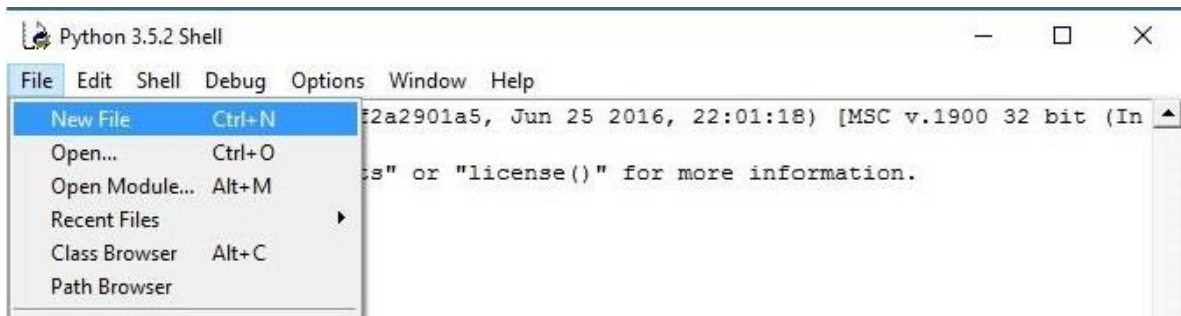 Python 3.5.2 Shell
File Edit Shell Debug Options Window Help
New File Ctrl+N
f2a2901a5, Jun 25 2016, 22:01:18) [MSC v.1900 32 bit (In
Open... Ctrl+O
s" or "license()" for more information.
Open Module... Alt+M
Recent Files
Class Browser Alt+C
Path Browser